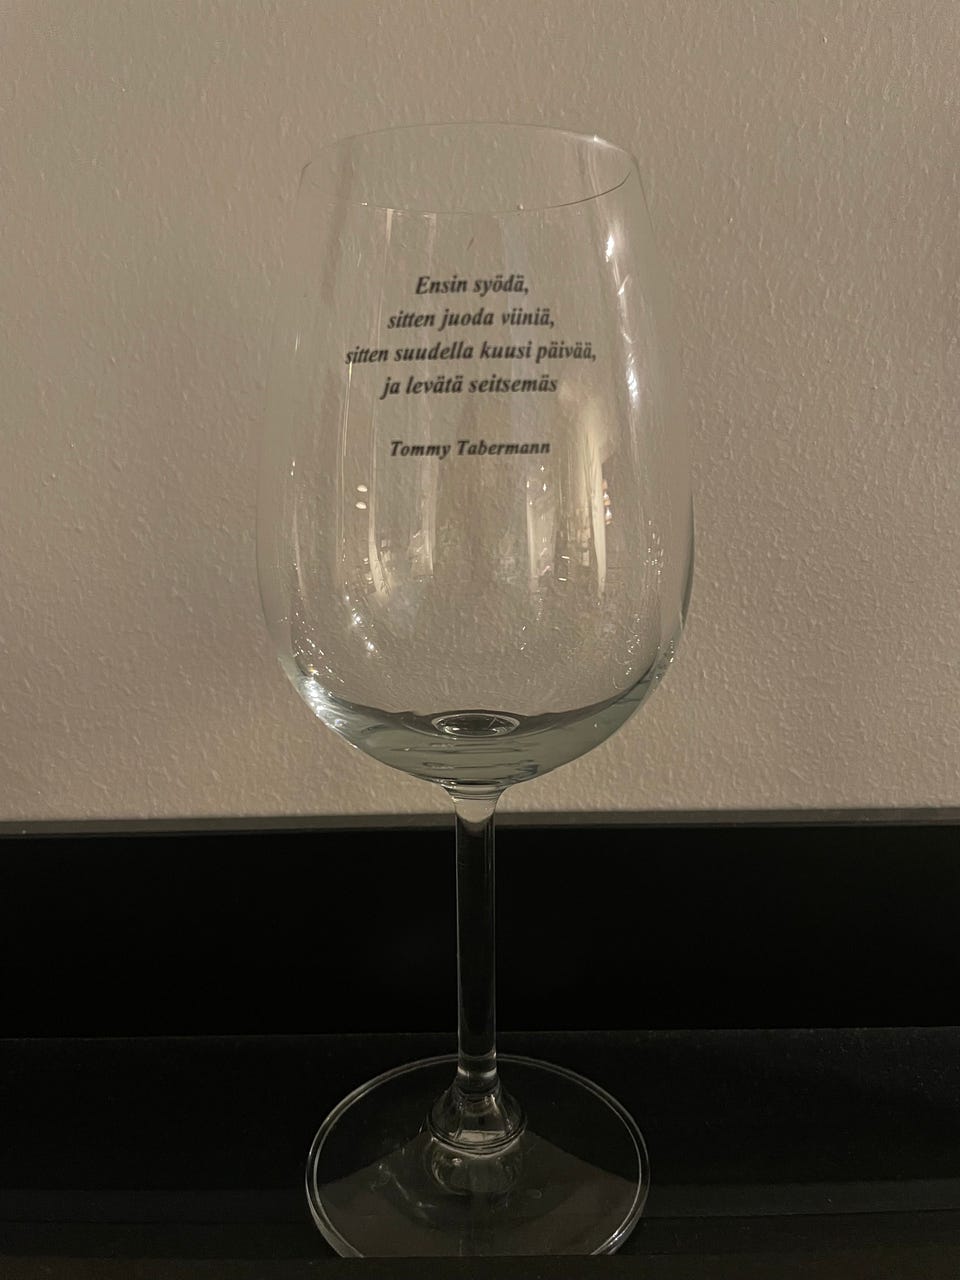 Ensin syödä,
sitten juoda viiniä,
sitten suudella kuusi päivää,
ja levätä seitsemäs
Tommy Tabermann